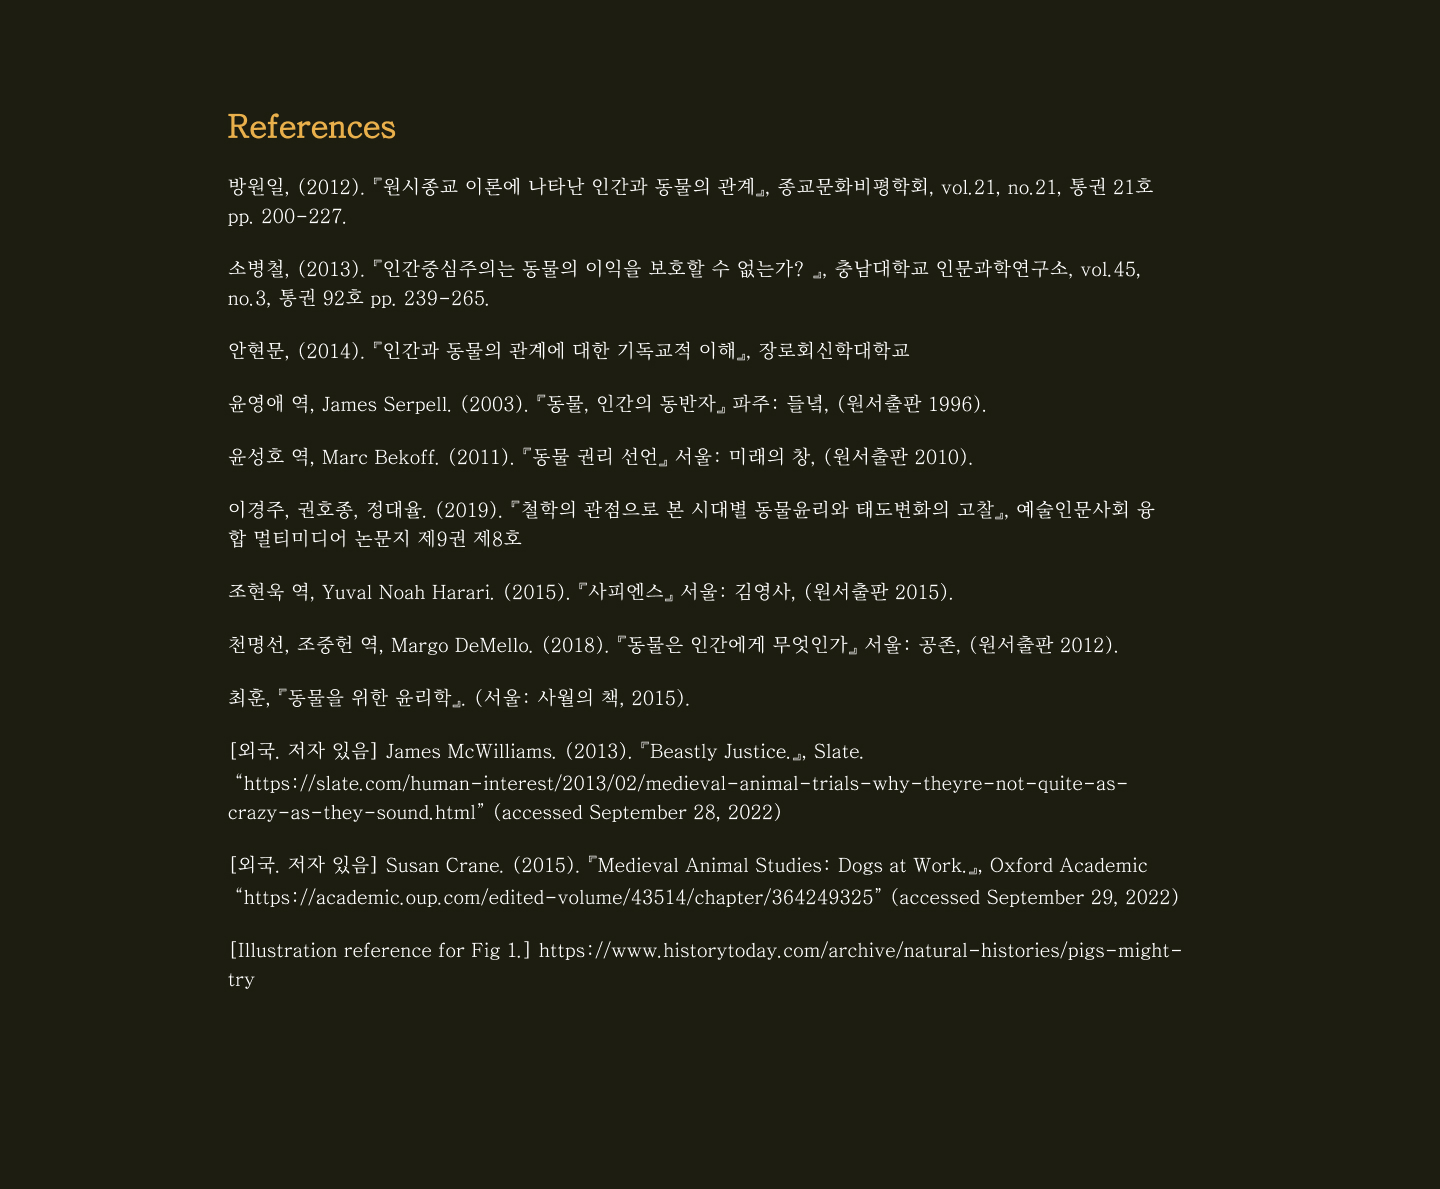 References
방원일, (2012). 『원시종교 이론에 나타난 인간과 동물의 관계』, 종교문화비평학회, vol.21, no.21, 통권 21호
pp. 200-227.
소병철, (2013). 『인간중심주의는 동물의 이익을 보호할 수 없는가? 』, 충남대학교 인문과학연구소, vol.45,
no.3, 통권 92호 pp. 239-265.
안현문, (2014). 『인간과 동물의 관계에 대한 기독교적 이해』, 장로회신학대학교
윤영애 역, James Serpell. (2003). 『동물, 인간의 동반자』 파주: 들녘, (원서출판 1996).
윤성호 역, Marc Bekoff. (2011). 『동물 권리 선언』 서울: 미래의 창, (원서출판 2010).
이경주, 권호종, 정대율. (2019). 『철학의 관점으로 본 시대별 동물윤리와 태도변화의 고찰』, 예술인문사회 융
합 멀티미디어 논문지 제9권 제8호
조현욱 역, Yuval Noah Harari. (2015). 『사피엔스』 서울: 김영사, (원서출판 2015).
천명선, 조중헌 역, Margo DeMello. (2018). 『동물은 인간에게 무엇인가』 서울: 공존, (원서출판 2012).
최훈, 『동물을 위한 윤리학』. (서울: 사월의 책, 2015).
[외국. 저자 있음] James McWilliams. (2013). 『Beastly Justice.』, Slate.
“https://slate.com/human-interest/2013/02/medieval-animal-trials-why-theyre-not-quite-as-
crazy-as-they-sound.html” (accessed September 28, 2022)
[외국. 저자 있음] Susan Crane. (2015). 『Medieval Animal Studies: Dogs at Work.』, Oxford Academic
“https://academic.oup.com/edited-volume/43514/chapter/364249325” (accessed September 29, 2022)
[Illustration reference for Fig 1.] https://www.historytoday.com/archive/natural-histories/pigs-might-
try